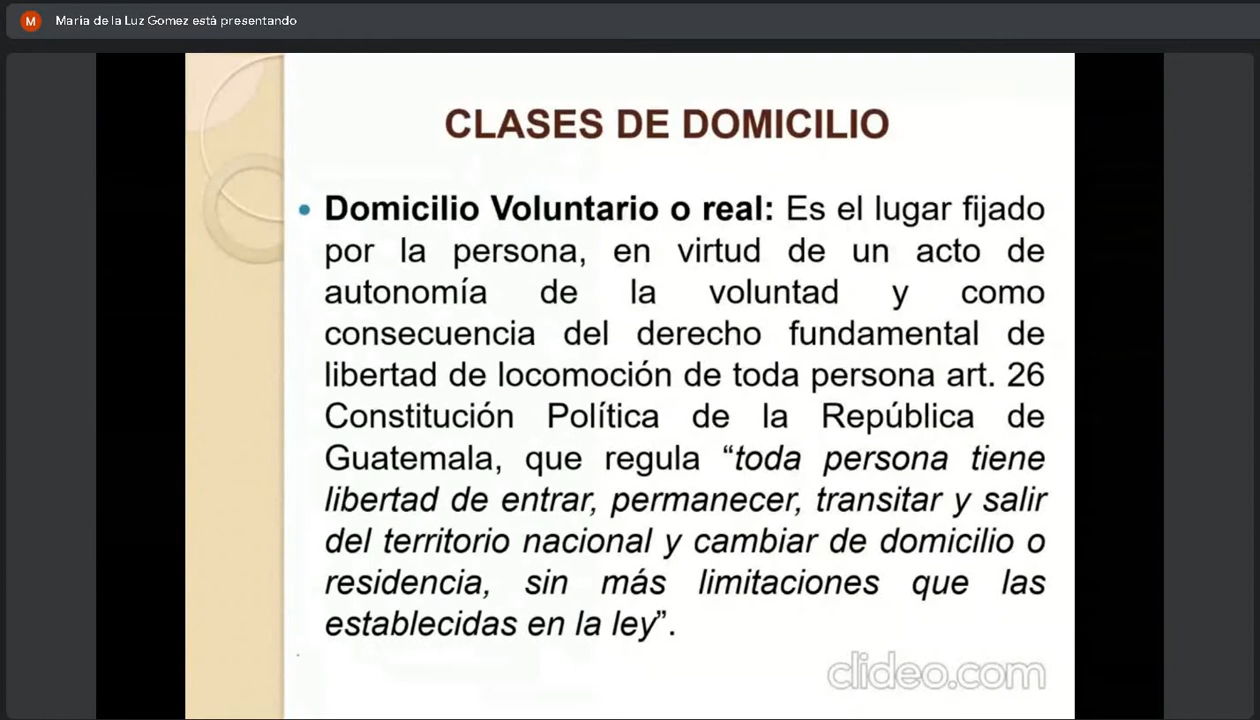 M
Maria de la Luz Gomez está presentando
CLASES DE DOMICILIO
• Domicilio Voluntario o real: Es el lugar fijado
por la persona, en virtud de un acto de
autonomía de la voluntad y como
consecuencia del derecho fundamental de
libertad de locomoción de toda persona art. 26
Constitución Política de la República de
Guatemala, que regula “toda persona tiene
libertad de entrar, permanecer, transitar y salir
del territorio nacional y cambiar de domicilio o
residencia, sin más limitaciones que las
establecidas en la ley”.
clideo.com